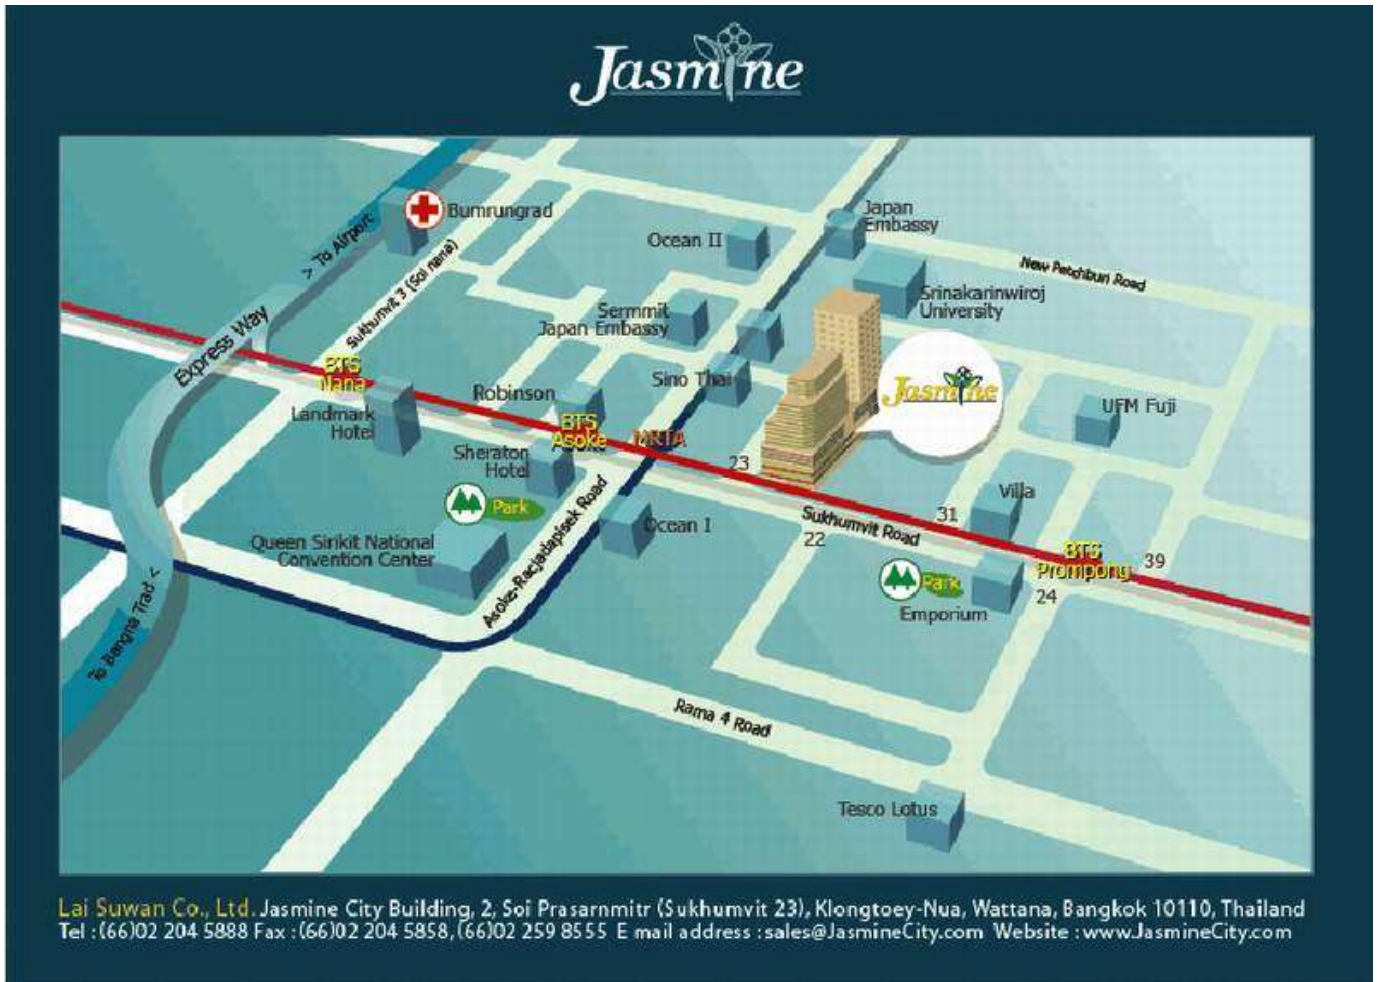 Jasmine
Bumrungrad
Japan
Embassy
Ocean II
> To Airport
Sukhumvit 3 (Soi nana)
New Petchburi Road
Srinakarinwiroj
University
Sermmit
Japan Embassy
Express Way
BTS
Nana
Sino Thai
Jasmine
Robinson
Landmark
Hotel
UFM Fuji
BTS
Asoke
MRTA
Sheraton
Hotel
23
Park
Villa
31
Sukhumvit Road
22
Ocean I
Asoke-Racjadapisek Road
Queen Sirikit National
Convention Center
BTS
Prompong
39
Park
24
Emporium
To Bangna Trad <
Rama 4 Road
Tesco Lotus
Lai Suwan Co., Ltd. Jasmine City Building, 2, Soi Prasarnmitr (Sukhumvit 23), Klongtoey-Nua, Wattana, Bangkok 10110, Thailand
Tel :(66)02 204 5888 Fax :(66)02 204 5858,(66)02 259 8555 E mail address :sales@JasmineCity.com Website :www.JasmineCity.com